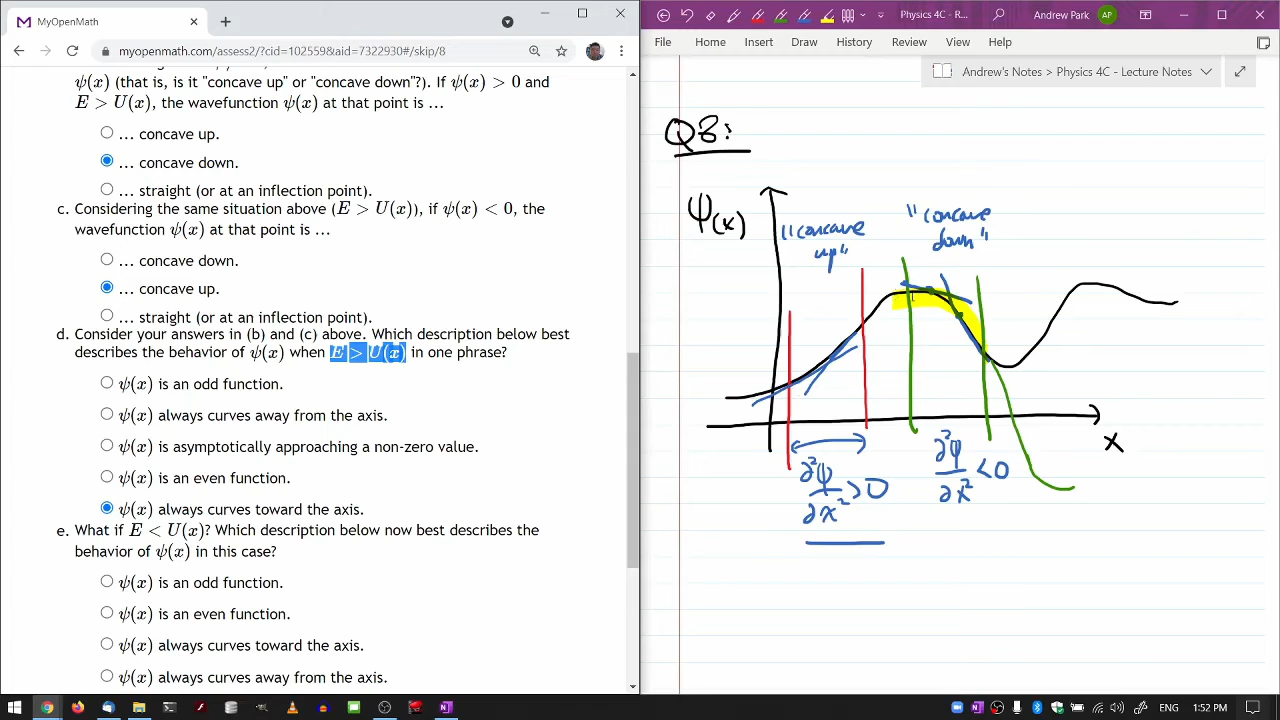 MyOpenMath
myopenmath.com/assess2/?cid=102559&aid=7322930#/skip/8
ψ(x) (that is, is it "concave up" or "concave down"?). If ψ(x) > 0 and
E > U(x), the wavefunction ψ(x) at that point is ...
... concave up.
... concave down.
... straight (or at an inflection point).
c. Considering the same situation above (E > U(x)), if ψ(x) < 0, the
wavefunction ψ(x) at that point is ...
... concave down.
... concave up.
... straight (or at an inflection point).
d. Consider your answers in (b) and (c) above. Which description below best
describes the behavior of ψ(x) when E > U(x) in one phrase?
ψ(x) is an odd function.
ψ(x) always curves away from the axis.
ψ(x) is asymptotically approaching a non-zero value.
ψ(x) is an even function.
ψ(x) always curves toward the axis.
e. What if E < U(x)? Which description below now best describes the
behavior of ψ(x) in this case?
ψ(x) is an odd function.
ψ(x) is an even function.
ψ(x) always curves toward the axis.
ψ(x) always curves away from the axis.
Physics 4C - R...
Andrew Park
AP
File
Home
Insert
Draw
History
Review
View
Help
Andrew's Notes > Physics 4C - Lecture Notes
Q8:
ψ(x)
"concave
up"
"concave
down"
x
∂²ψ/∂x² > 0
∂²ψ/∂x² < 0
ENG
1:52 PM